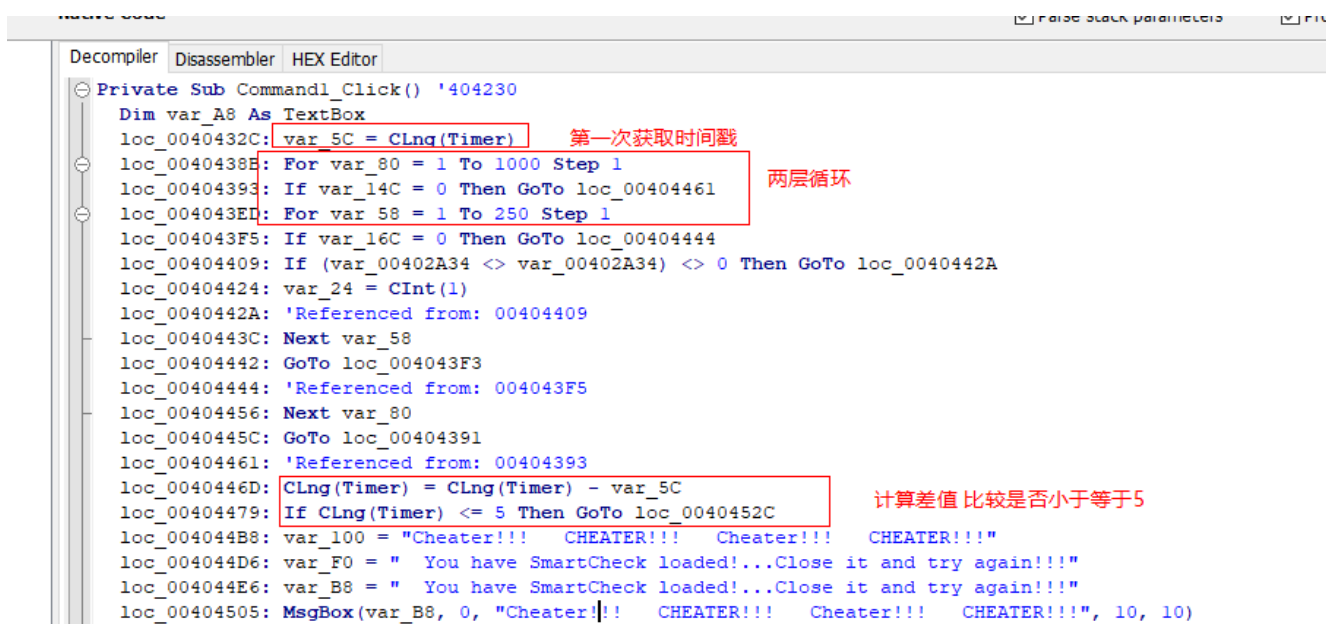 Native Code Parse stack parameters
Decompiler Disassembler HEX Editor
Private Sub Command1_Click() '404230
Dim var_A8 As TextBox
loc_0040432C: var_5C = CLng(Timer) 第一次获取时间戳
loc_0040438B: For var_80 = 1 To 1000 Step 1
两层循环
loc_00404393: If var_14C = 0 Then GoTo loc_00404461
loc_004043ED: For var_58 = 1 To 250 Step 1
loc_004043F5: If var_16C = 0 Then GoTo loc_00404444
loc_00404409: If (var_00402A34 <> var_00402A34) <> 0 Then GoTo loc_0040442A
loc_00404424: var_24 = CInt(1)
loc_0040442A: 'Referenced from: 00404409
loc_0040443C: Next var_58
loc_00404442: GoTo loc_004043F3
loc_00404444: 'Referenced from: 004043F5
loc_00404456: Next var_80
loc_0040445C: GoTo loc_00404391
loc_00404461: 'Referenced from: 00404393
loc_0040446D: CLng(Timer) = CLng(Timer) - var_5C
计算差值 比较是否小于等于5
loc_00404479: If CLng(Timer) <= 5 Then GoTo loc_0040452C
loc_004044B8: var_100 = "Cheater!!!   CHEATER!!!   Cheater!!!   CHEATER!!!"
loc_004044D6: var_F0 = "  You have SmartCheck loaded!...Close it and try again!!!"
loc_004044E6: var_B8 = "  You have SmartCheck loaded!...Close it and try again!!!"
loc_00404505: MsgBox(var_B8, 0, "Cheater!!!   CHEATER!!!   Cheater!!!   CHEATER!!!", 10, 10)